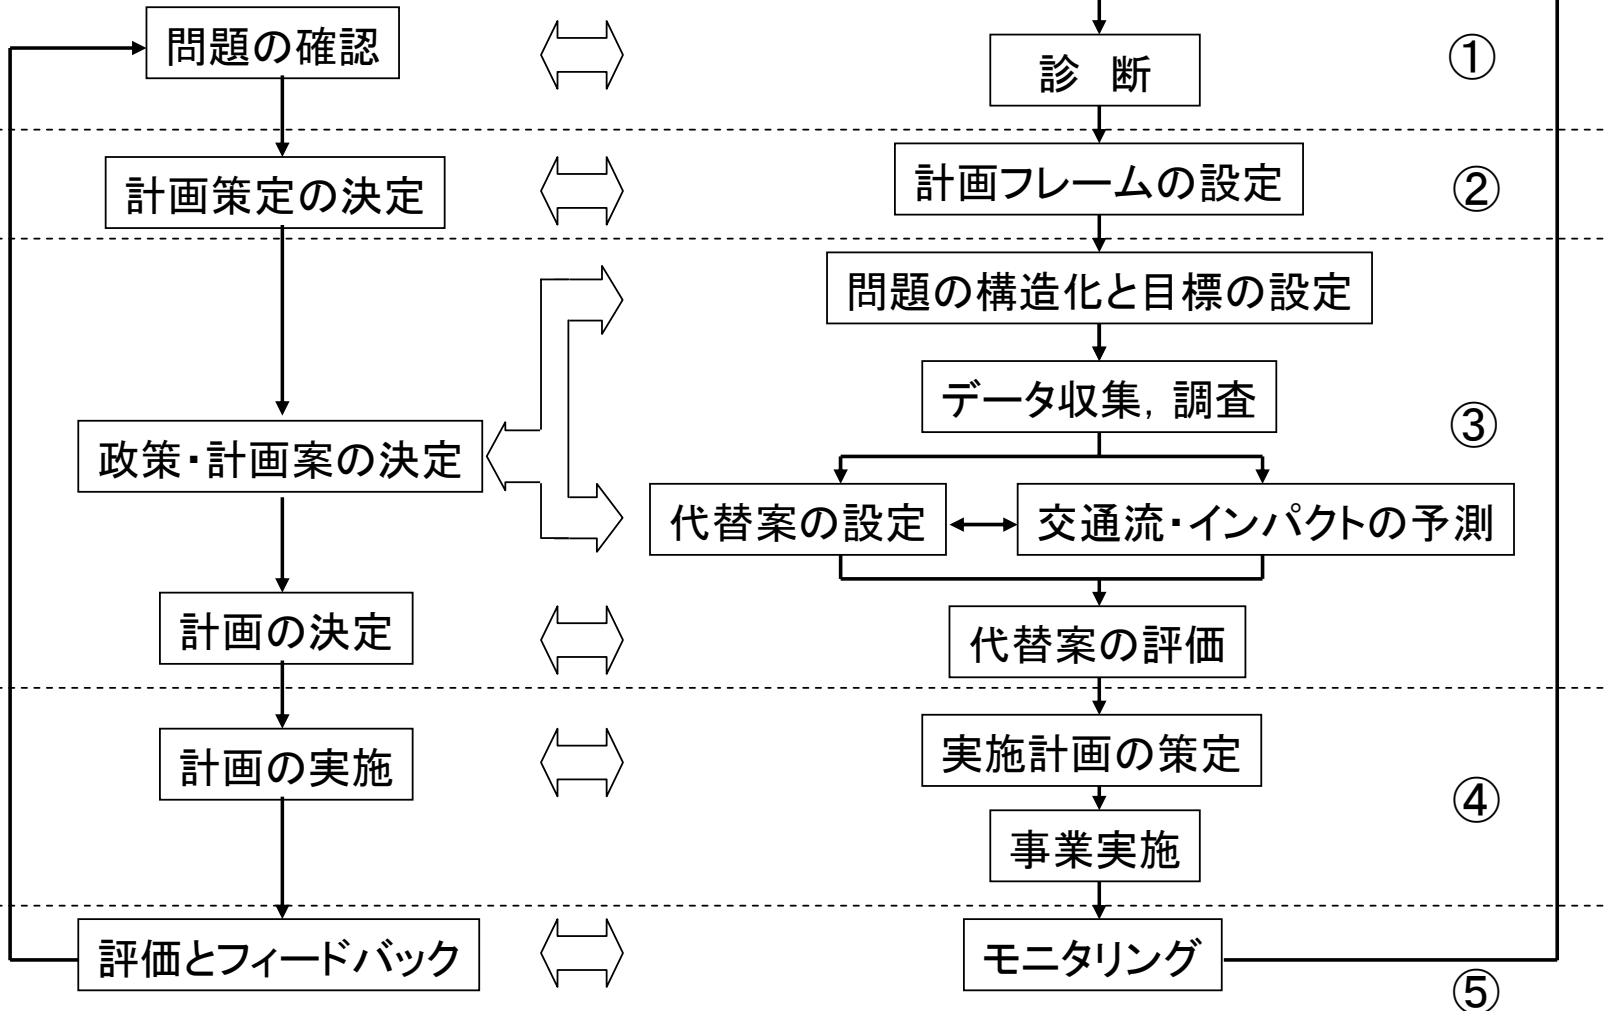 問題の確認
診　断
①
計画策定の決定
計画フレームの設定
②
問題の構造化と目標の設定
データ収集, 調査
③
政策・計画案の決定
代替案の設定
交通流・インパクトの予測
計画の決定
代替案の評価
計画の実施
実施計画の策定
④
事業実施
評価とフィードバック
モニタリング
⑤